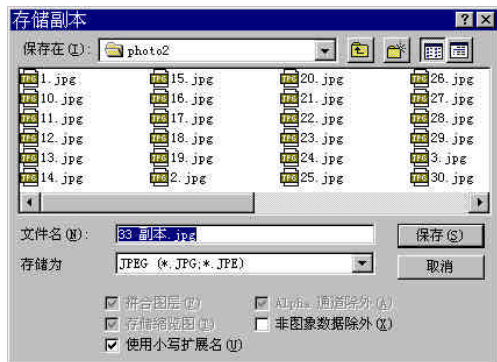 存储副本
保存在(I): photo2
1.jpg 15.jpg 20.jpg 26.jpg
10.jpg 16.jpg 21.jpg 27.jpg
11.jpg 17.jpg 22.jpg 28.jpg
12.jpg 18.jpg 23.jpg 29.jpg
13.jpg 19.jpg 24.jpg 3.jpg
14.jpg 2.jpg 25.jpg 30.jpg
文件名(N): 33 副本.jpg 保存(S)
存储为 JPEG (*.JPG;*.JPE) 取消
拼合图层(F) Alpha 通道除外(A)
存储缩览图(T) 非图象数据除外(X)
使用小写扩展名(U)